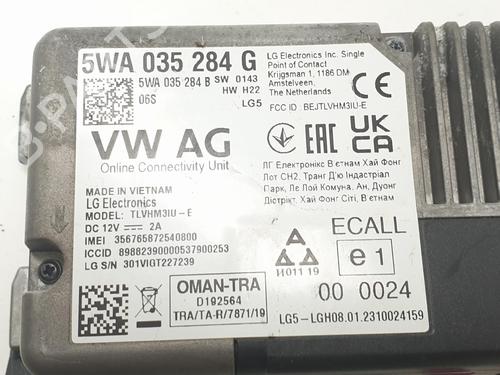 5WA 035 284 G
5WA 035 284 B SW 0143
HW H22
06S
LG5
LG Electronics Inc. Single
Point of Contact
Krijgsman 1, 1186 DM
Amstelveen,
The Netherlands
FCC ID : BEJTLVHM3IU-E
CE
VW AG
Online Connectivity Unit
EAC
UK
CA
MADE IN VIETNAM
LG Electronics
MODEL: TLVHM3IU-E
DC 12V 2A
IMEI 356765872540800
ICCID 89882390000537900253
LG S/N 301VIGT227239
ЛГ Електронікс В'єтнам Хай Фонг
Лот СН2, Транг Д'ю Індастріал
Парк, Ле Лой Комуна, Ан, Дуонг
Дістрікт, Хай Фонг Сіті, В'єтнам
OMAN-TRA
D192564
TRA/TA-R/7871/19
И011 19
ECALL
e1
00 0024
LG5-LGH08.01.2310024159